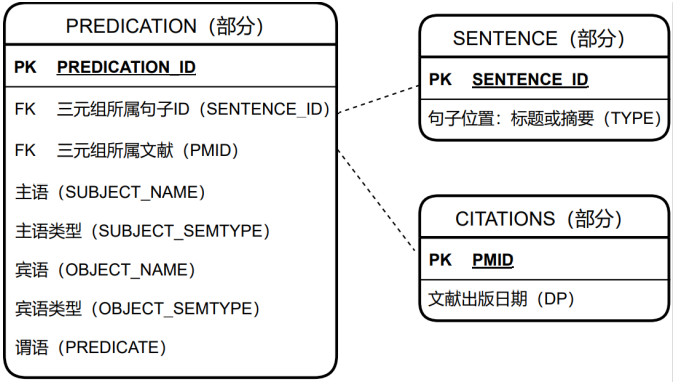 PREDICATION（部分）
PK PREDICATION_ID
FK 三元组所属句子ID（SENTENCE_ID）
FK 三元组所属文献（PMID）
主语（SUBJECT_NAME）
主语类型（SUBJECT_SEMTYPE）
宾语（OBJECT_NAME）
宾语类型（OBJECT_SEMTYPE）
谓语（PREDICATE）
SENTENCE（部分）
PK SENTENCE_ID
句子位置：标题或摘要（TYPE）
CITATIONS（部分）
PK PMID
文献出版日期（DP）